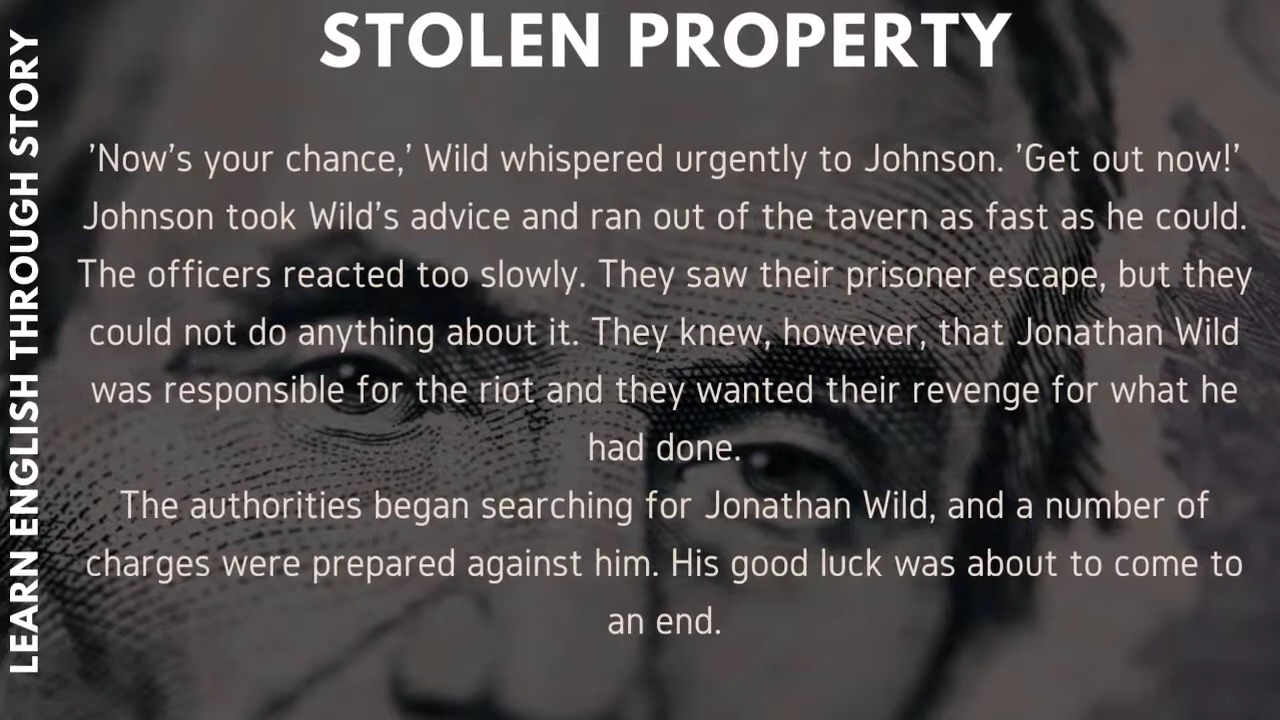 STOLEN PROPERTY
LEARN ENGLISH THROUGH STORY
’Now’s your chance,’ Wild whispered urgently to Johnson. ’Get out now!’
Johnson took Wild’s advice and ran out of the tavern as fast as he could.
The officers reacted too slowly. They saw their prisoner escape, but they
could not do anything about it. They knew, however, that Jonathan Wild
was responsible for the riot and they wanted their revenge for what he
had done.
The authorities began searching for Jonathan Wild, and a number of
charges were prepared against him. His good luck was about to come to
an end.